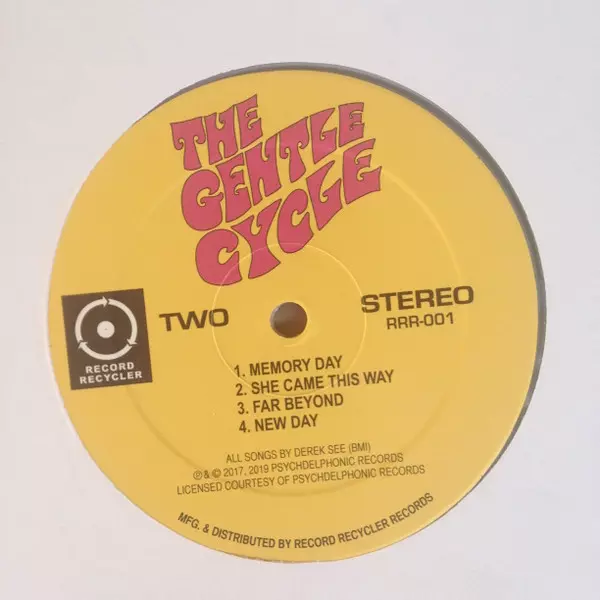 THE
GENTLE
CYCLE
TWO
STEREO
RRR-001
RECORD
RECYCLER
1. MEMORY DAY
2. SHE CAME THIS WAY
3. FAR BEYOND
4. NEW DAY
ALL SONGS BY DEREK SEE (BMI)
℗ & © 2017, 2019 PSYCHDELPHONIC RECORDS
LICENSED COURTESY OF PSYCHDELPHONIC RECORDS
MFG. & DISTRIBUTED BY RECORD RECYCLER RECORDS